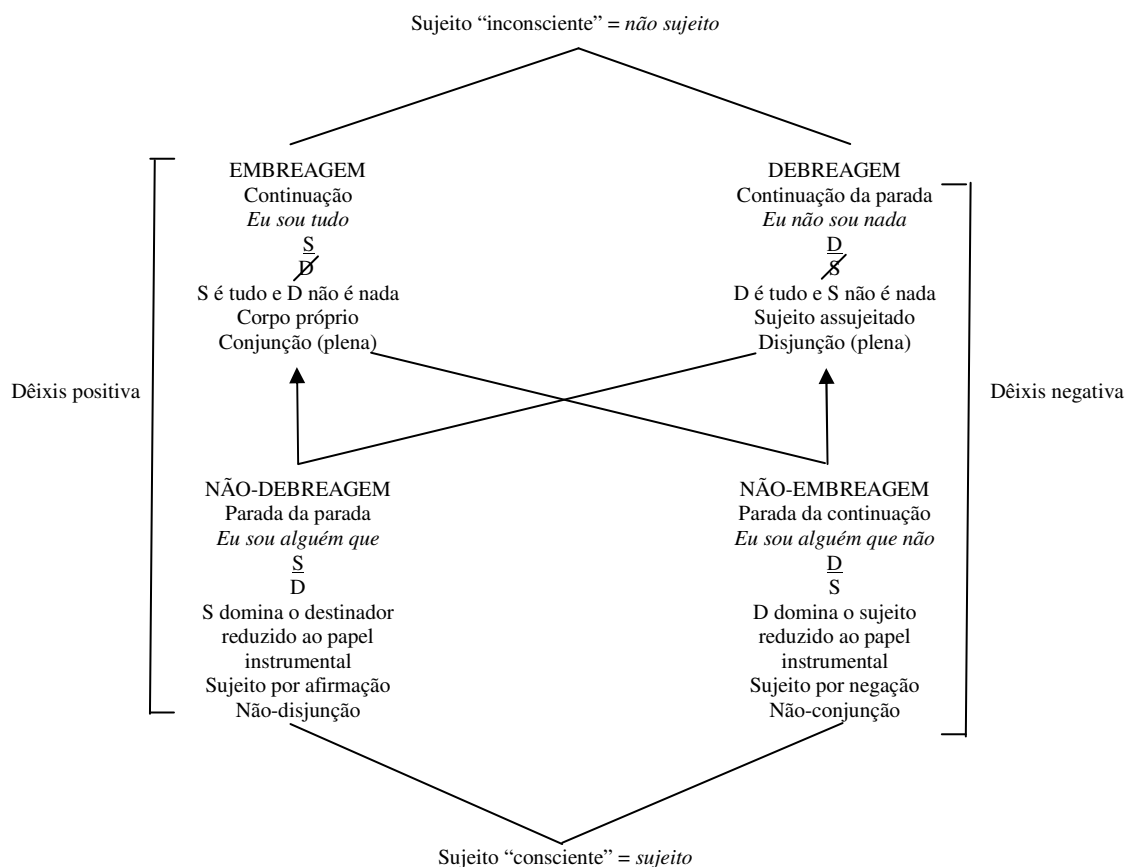 Sujeito “inconsciente” = não sujeito
EMBREAGEM
Continuação
Eu sou tudo
S
D
S é tudo e D não é nada
Corpo próprio
Conjunção (plena)
DEBREAGEM
Continuação da parada
Eu não sou nada
D
S
D é tudo e S não é nada
Sujeito assujeitado
Disjunção (plena)
Dêixis positiva
Dêixis negativa
NÃO-DEBREAGEM
Parada da parada
Eu sou alguém que
S
D
S domina o destinador
reduzido ao papel
instrumental
Sujeito por afirmação
Não-disjunção
NÃO-EMBREAGEM
Parada da continuação
Eu sou alguém que não
D
S
D domina o sujeito
reduzido ao papel
instrumental
Sujeito por negação
Não-conjunção
Sujeito “consciente” = sujeito